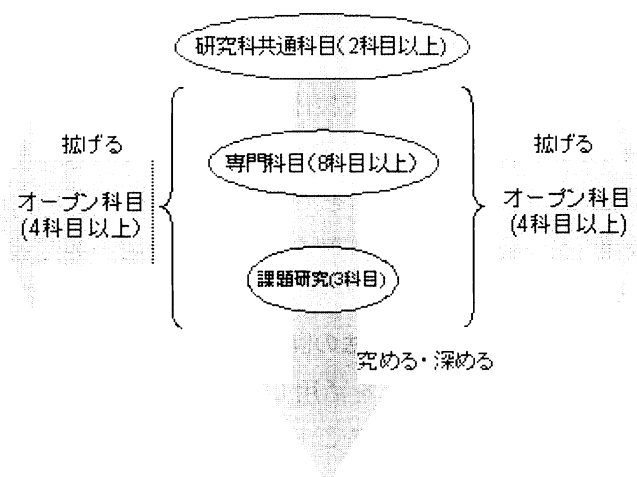 研究科共通科目(2科目以上)
拡げる
オープン科目
(4科目以上)
専門科目(8科目以上)
課題研究(3科目)
拡げる
オープン科目
(4科目以上)
究める・深める